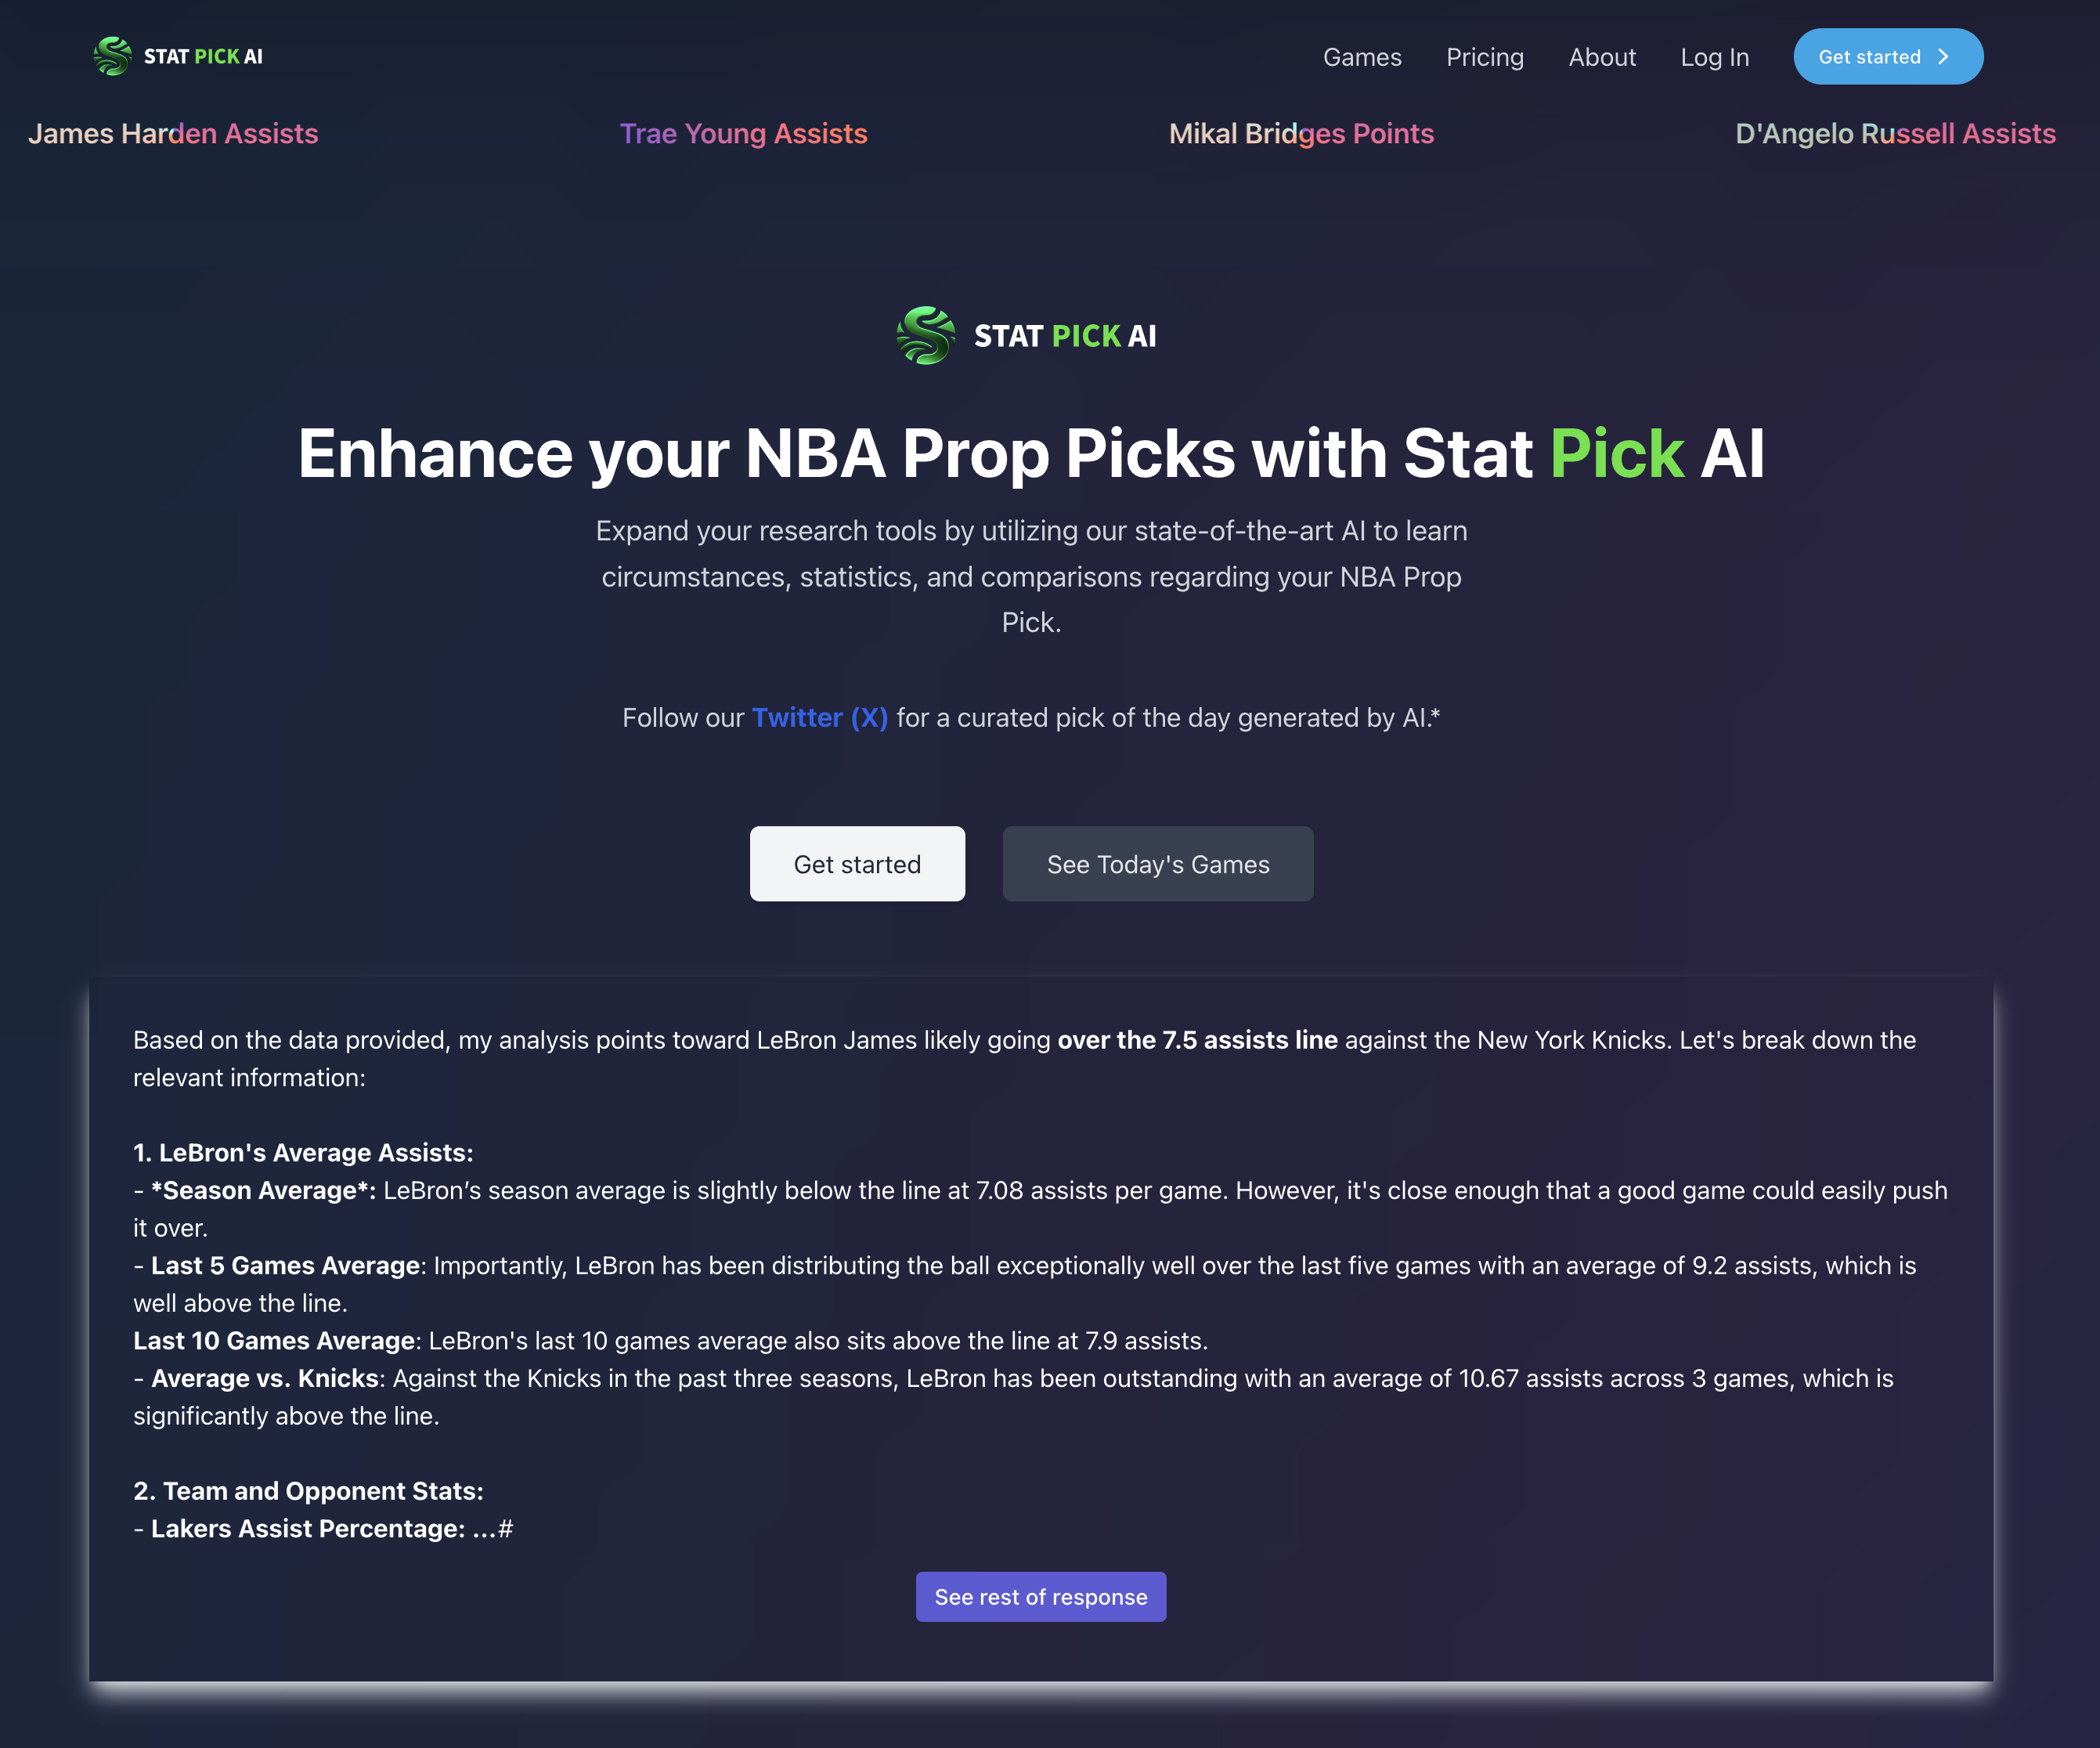 STAT PICK AI
Games
Pricing
About
Log In
Get started
James Harden Assists
Trae Young Assists
Mikal Bridges Points
D'Angelo Russell Assists
STAT PICK AI
Enhance your NBA Prop Picks with Stat Pick AI
Expand your research tools by utilizing our state-of-the-art AI to learn
circumstances, statistics, and comparisons regarding your NBA Prop
Pick.
Follow our Twitter (X) for a curated pick of the day generated by AI.*
Get started
See Today's Games
Based on the data provided, my analysis points toward LeBron James likely going over the 7.5 assists line against the New York Knicks. Let's break down the
relevant information:
1. LeBron's Average Assists:
- *Season Average*: LeBron’s season average is slightly below the line at 7.08 assists per game. However, it's close enough that a good game could easily push
it over.
- Last 5 Games Average: Importantly, LeBron has been distributing the ball exceptionally well over the last five games with an average of 9.2 assists, which is
well above the line.
Last 10 Games Average: LeBron's last 10 games average also sits above the line at 7.9 assists.
- Average vs. Knicks: Against the Knicks in the past three seasons, LeBron has been outstanding with an average of 10.67 assists across 3 games, which is
significantly above the line.
2. Team and Opponent Stats:
- Lakers Assist Percentage: ...#
See rest of response